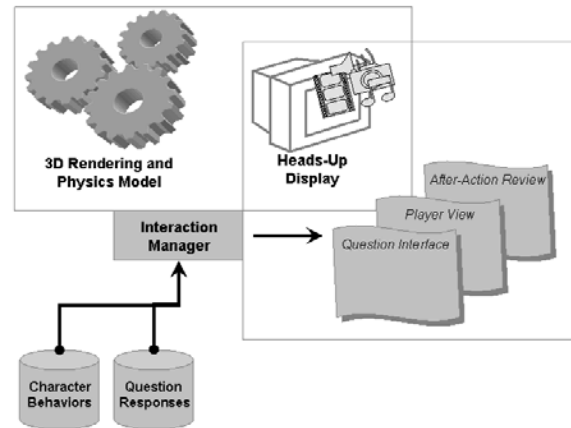 3D Rendering and
Physics Model
Heads-Up
Display
After-Action Review
Player View
Question Interface
Interaction
Manager
Character
Behaviors
Question
Responses